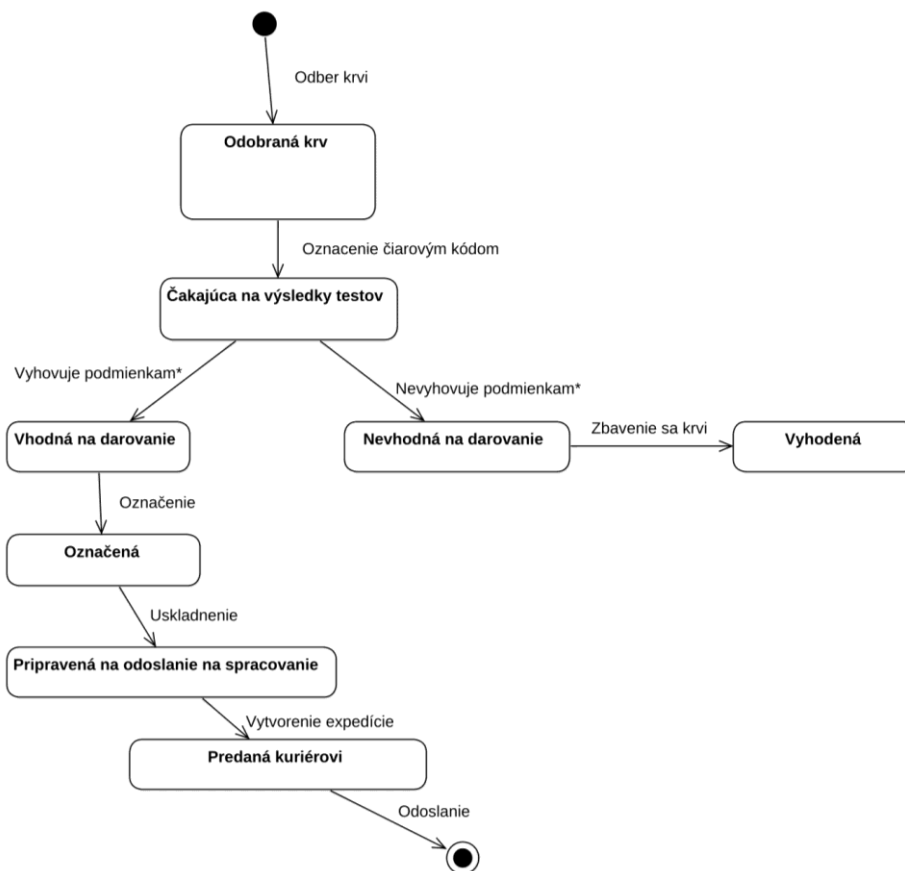 Odber krvi
Odobraná krv
Oznacenie čiarovým kódom
Čakajúca na výsledky testov
Vyhovuje podmienkam*
Nevyhovuje podmienkam*
Vhodná na darovanie
Nevhodná na darovanie
Zbavenie sa krvi
Vyhodená
Označenie
Označená
Uskladnenie
Pripravená na odoslanie na spracovanie
Vytvorenie expedície
Predaná kuriérovi
Odoslanie